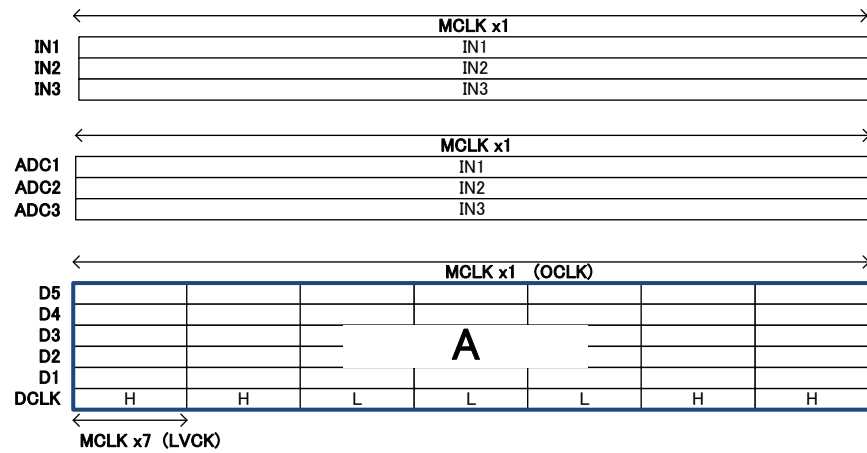 MCLK x1
IN1 IN1
IN2 IN2
IN3 IN3
MCLK x1
ADC1 IN1
ADC2 IN2
ADC3 IN3
MCLK x1 (OCLK)
D5
D4
D3
A
D2
D1
DCLK H H L L L H H
MCLK x7 (LVCK)